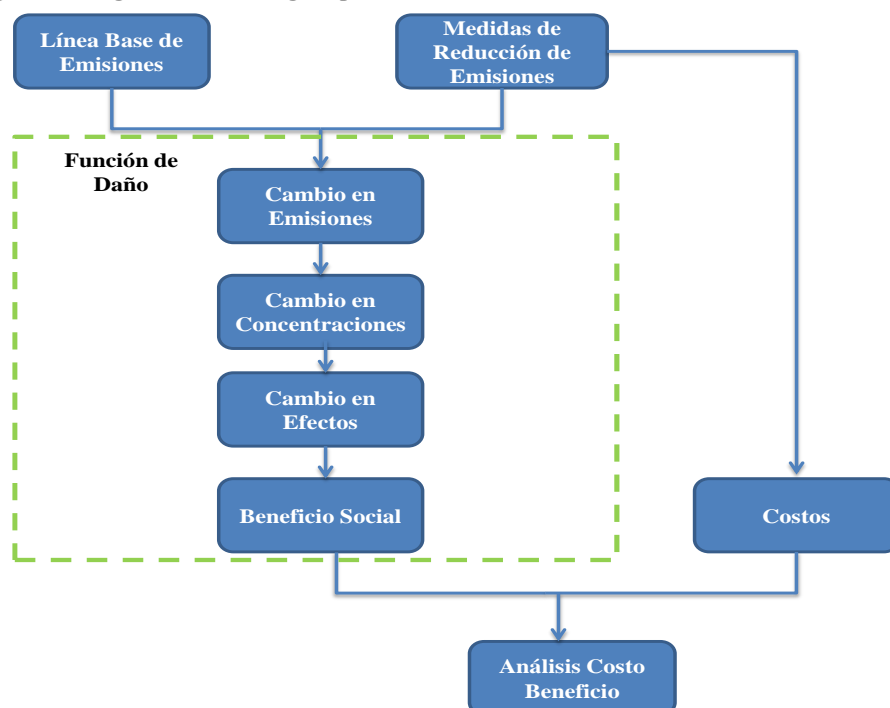 Línea Base de
Emisiones
Medidas de
Reducción de
Emisiones
Función de
Daño
Cambio en
Emisiones
Cambio en
Concentraciones
Cambio en
Efectos
Beneficio Social
Costos
Análisis Costo
Beneficio